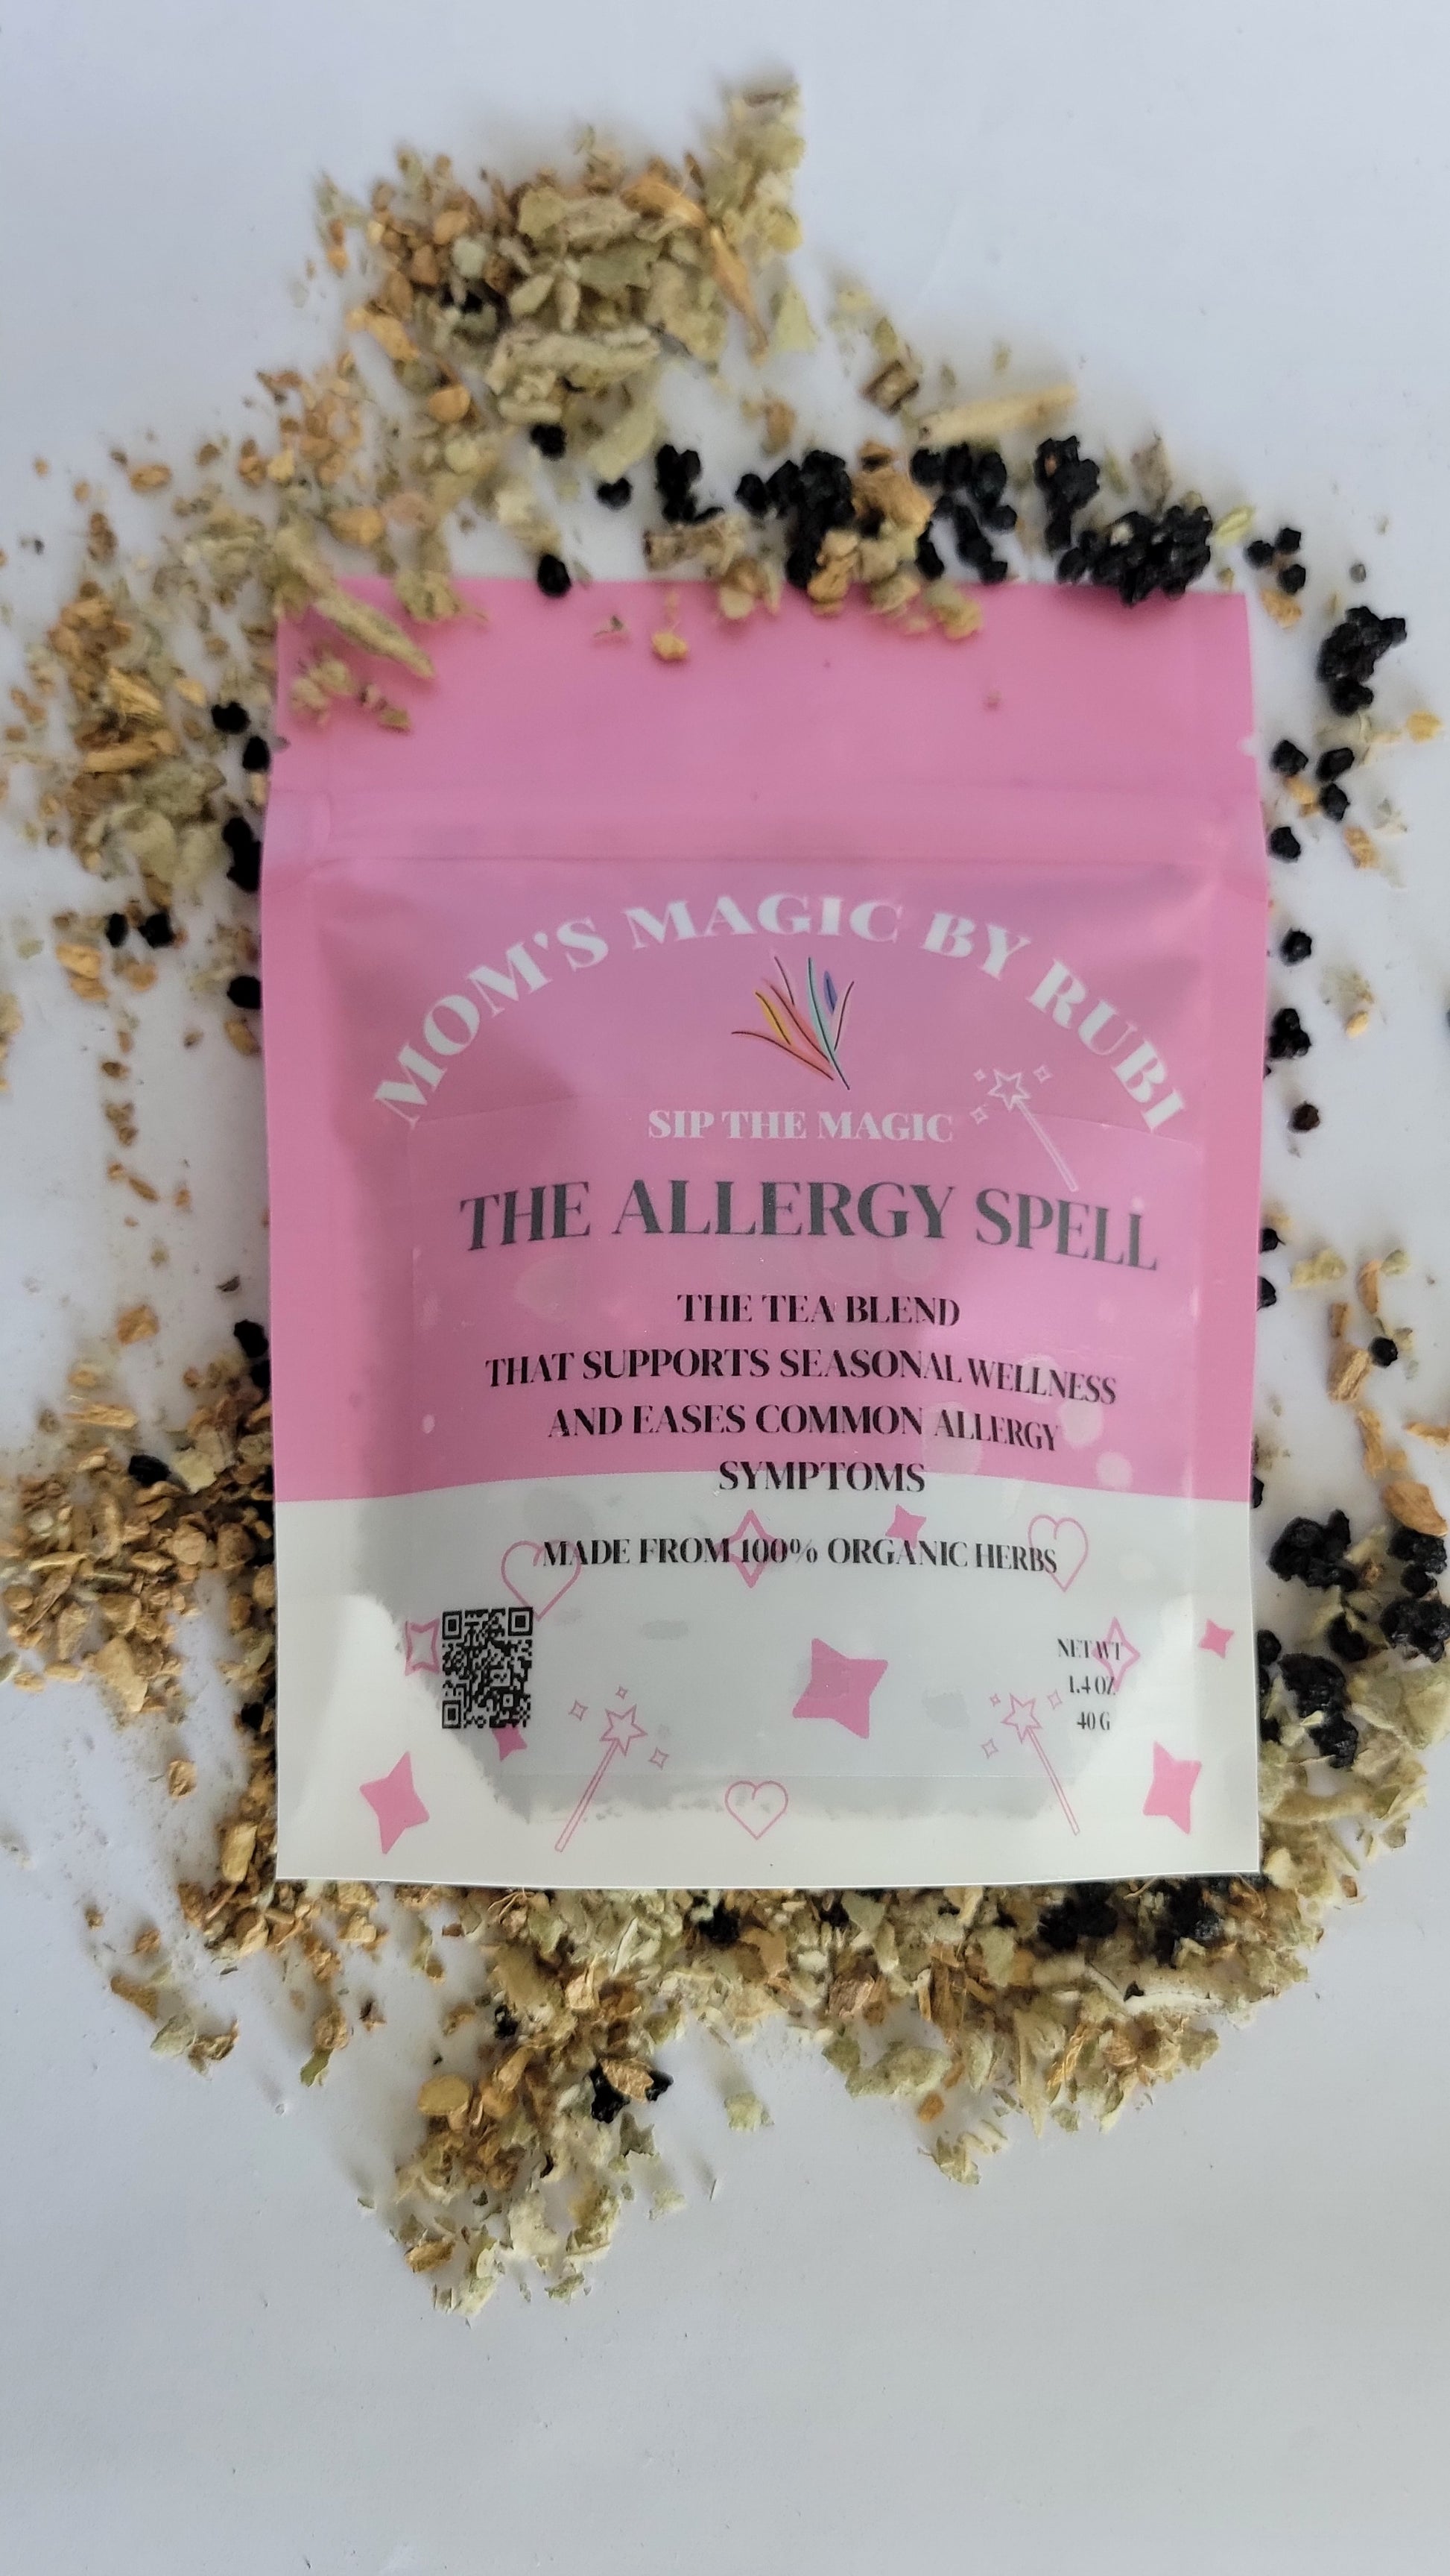 MOM'S MAGIC BY RUBI
SIP THE MAGIC
THE ALLERGY SPELL
THE TEA BLEND
THAT SUPPORTS SEASONAL WELLNESS
AND EASES COMMON ALLERGY
SYMPTOMS
MADE FROM 100% ORGANIC HERBS
NET WT
1.4 OZ
40 G